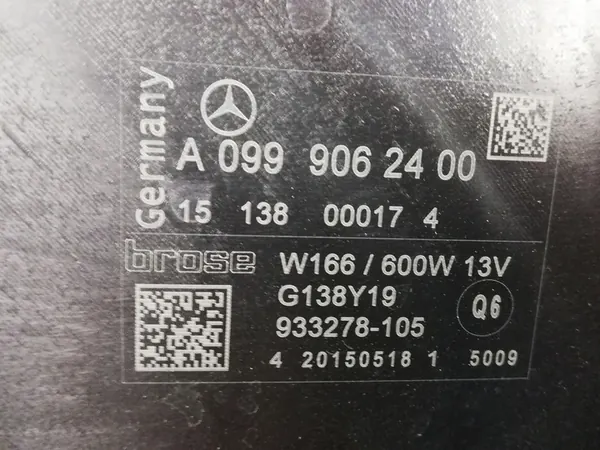 Germany
A 099 906 24 00
15 138 00017 4
brose W166 / 600W 13V
G138Y19
Q6
933278-105
4 20150518 1 5009